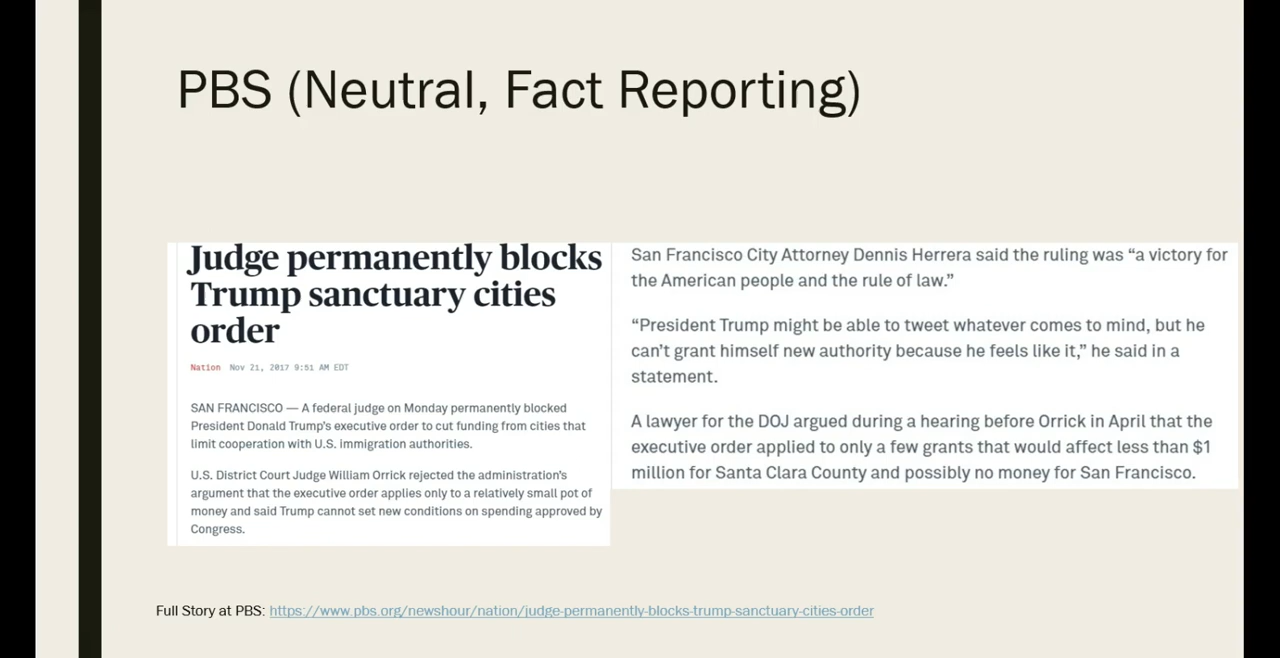 PBS (Neutral, Fact Reporting)
Judge permanently blocks
Trump sanctuary cities
order
Nation Nov 21, 2017 9:51 AM EDT
SAN FRANCISCO — A federal judge on Monday permanently blocked
President Donald Trump's executive order to cut funding from cities that
limit cooperation with U.S. immigration authorities.
U.S. District Court Judge William Orrick rejected the administration's
argument that the executive order applies only to a relatively small pot of
money and said Trump cannot set new conditions on spending approved by
Congress.
San Francisco City Attorney Dennis Herrera said the ruling was “a victory for
the American people and the rule of law.”
“President Trump might be able to tweet whatever comes to mind, but he
can’t grant himself new authority because he feels like it,” he said in a
statement.
A lawyer for the DOJ argued during a hearing before Orrick in April that the
executive order applied to only a few grants that would affect less than $1
million for Santa Clara County and possibly no money for San Francisco.
Full Story at PBS: https://www.pbs.org/newshour/nation/judge-permanently-blocks-trump-sanctuary-cities-order